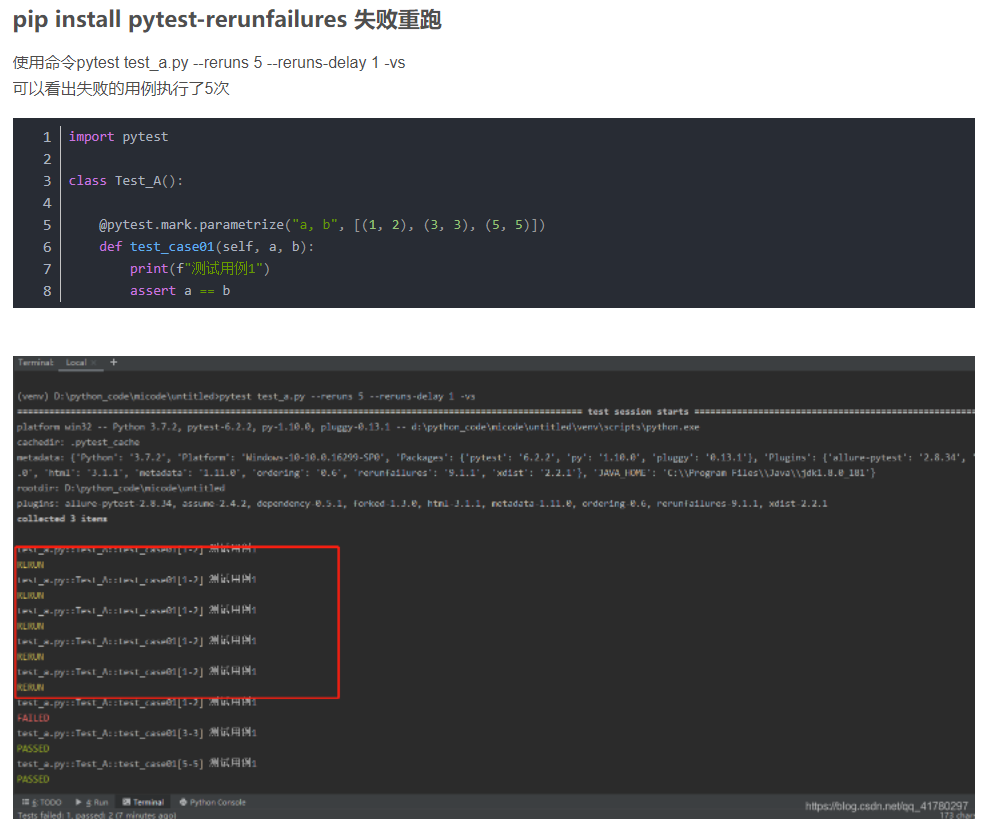 pip install pytest-rerunfailures 失败重跑
使用命令pytest test_a.py --reruns 5 --reruns-delay 1 -vs
可以看出失败的用例执行了5次
1 import pytest
2
3 class Test_A():
4
5 @pytest.mark.parametrize("a, b", [(1, 2), (3, 3), (5, 5)])
6 def test_case01(self, a, b):
7 print(f"测试用例1")
8 assert a == b
Terminal: Local × +
(venv) D:\python_code\micode\untitled>pytest test_a.py --reruns 5 --reruns-delay 1 -vs
============ test session starts ============
platform win32 -- Python 3.7.2, pytest-6.2.2, py-1.10.0, pluggy-0.13.1 -- d:\python_code\micode\untitled\venv\scripts\python.exe
cachedir: .pytest_cache
metadata: {'Python': '3.7.2', 'Platform': 'Windows-10-10.0.16299-SP0', 'Packages': {'pytest': '6.2.2', 'py': '1.10.0', 'pluggy': '0.13.1'}, 'Plugins': {'allure-pytest': '2.8.34', '
.0', 'html': '3.1.1', 'metadata': '1.11.0', 'ordering': '0.6', 'rerunfailures': '9.1.1', 'xdist': '2.2.1'}, 'JAVA_HOME': 'C:\\Program Files\\Java\\jdk1.8.0_181'}
rootdir: D:\python_code\micode\untitled
plugins: allure-pytest-2.8.34, assume-2.4.2, dependency-0.5.1, forked-1.3.0, html-3.1.1, metadata-1.11.0, ordering-0.6, rerunfailures-9.1.1, xdist-2.2.1
collected 3 items
test_a.py::Test_A::test_case01[1-2] 测试用例1
RERUN
test_a.py::Test_A::test_case01[1-2] 测试用例1
RERUN
test_a.py::Test_A::test_case01[1-2] 测试用例1
RERUN
test_a.py::Test_A::test_case01[1-2] 测试用例1
RERUN
test_a.py::Test_A::test_case01[1-2] 测试用例1
RERUN
test_a.py::Test_A::test_case01[1-2] 测试用例1
FAILED
test_a.py::Test_A::test_case01[3-3] 测试用例1
PASSED
test_a.py::Test_A::test_case01[5-5] 测试用例1
PASSED
6: TODO 4: Run Terminal Python Console
https://blog.csdn.net/qq_41780297
Tests failed: 1, passed: 2 (7 minutes ago) 173 char